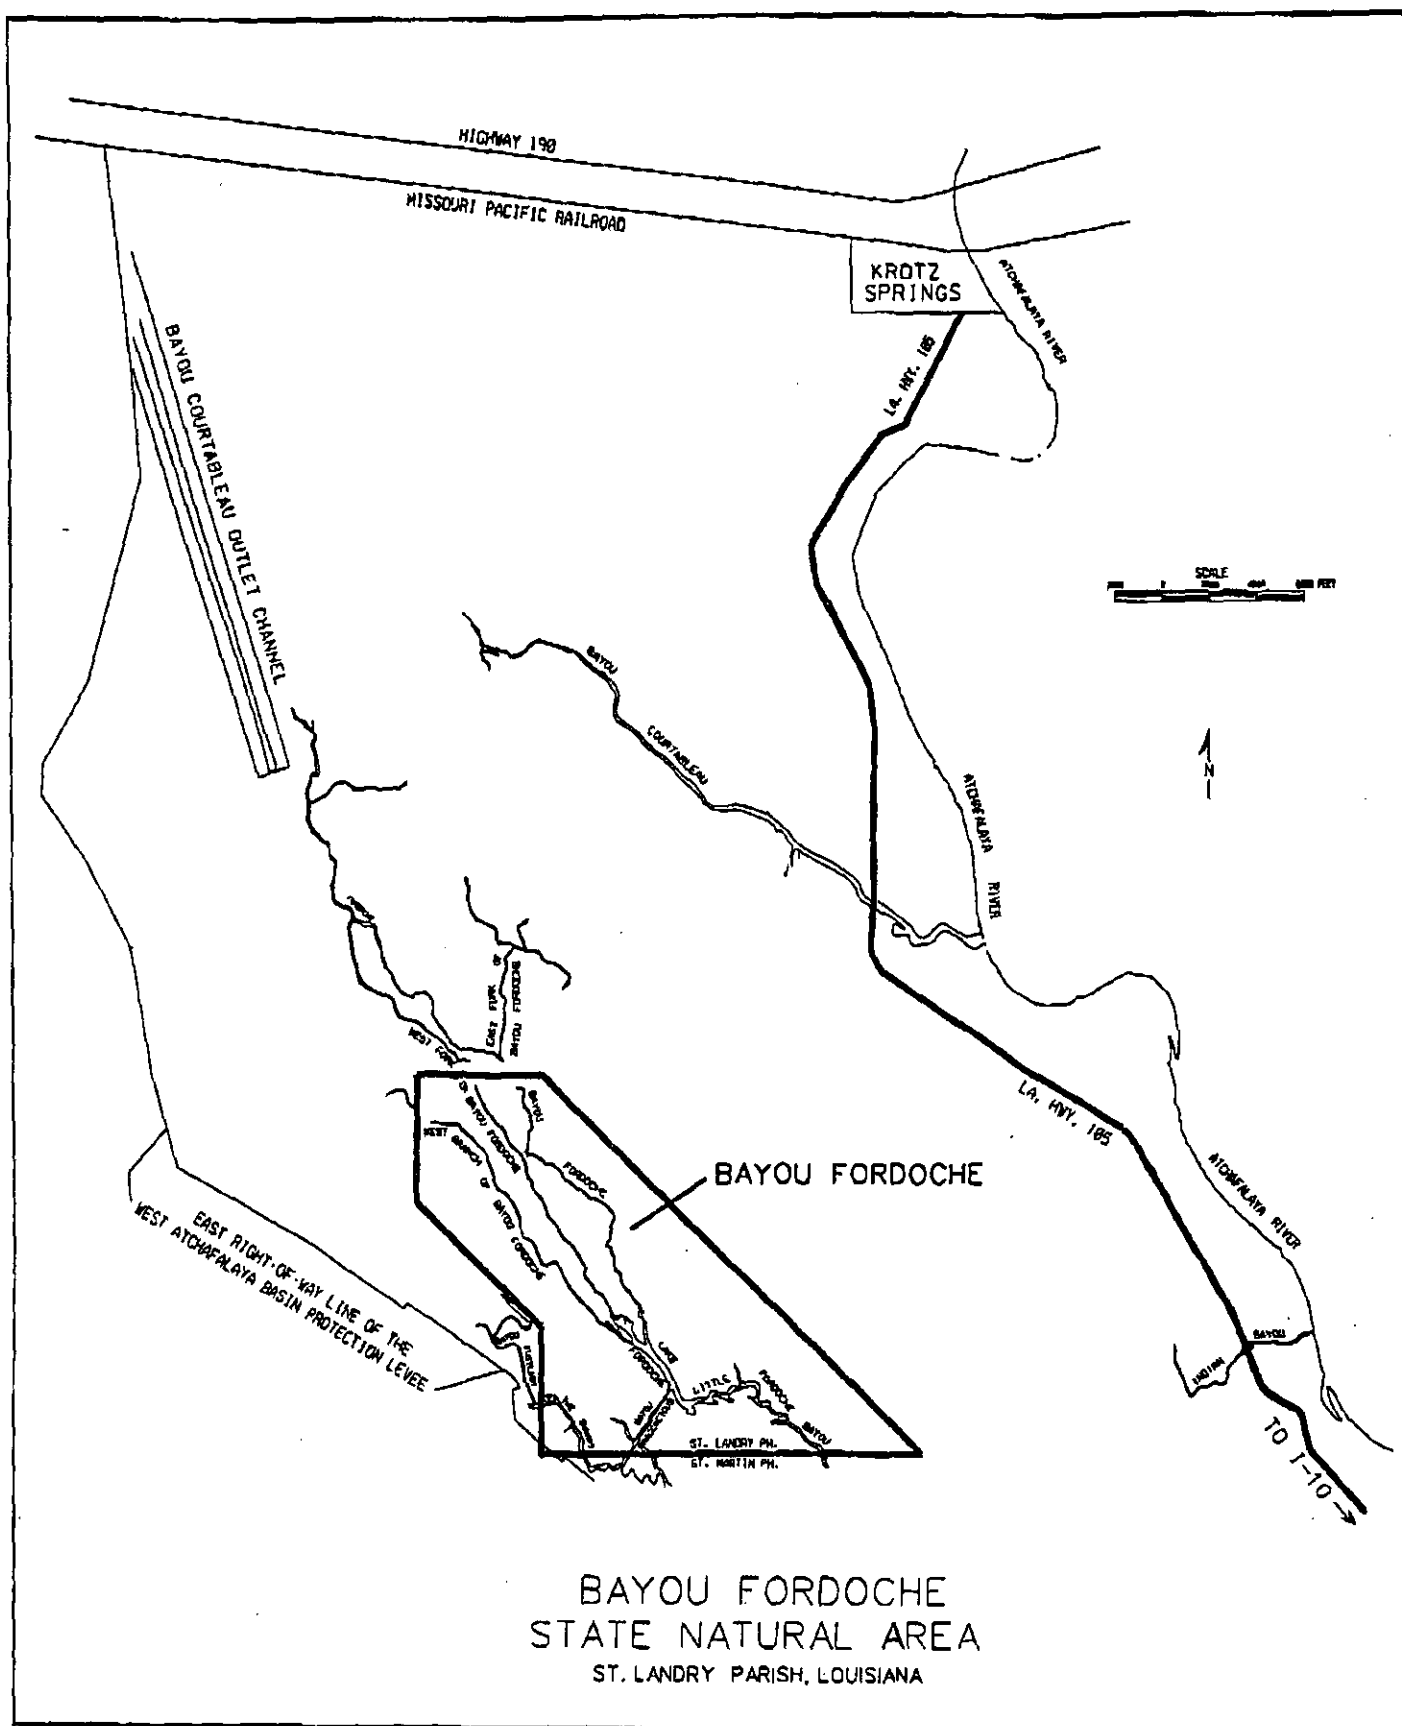 HIGHWAY 190
MISSOURI PACIFIC RAILROAD
KROTZ
SPRINGS
ATCHAFALAYA RIVER
LA. HWY. 105
BAYOU COURTABLEAU OUTLET CHANNEL
SCALE
FEET
BAYOU
COURTABLEAU
N
ATCHAFALAYA
RIVER
EAST FORK OF
BAYOU FORDOCHE
WEST FORK
OF BAYOU FORDOCHE
BAYOU
FORDOCHE
WEST BRANCH OF BAYOU FORDOCHE
BAYOU FORDOCHE
LA. HWY. 105
ATCHAFALAYA RIVER
EAST RIGHT-OF-WAY LINE OF THE
WEST ATCHAFALAYA BASIN PROTECTION LEVEE
FORDOCHE
LITTLE
FORDOCHE
BAYOU
BAYOU
ST. LANDRY PH.
ST. MARTIN PH.
INDIAN
BAYOU
TO I-10
BAYOU FORDOCHE
STATE NATURAL AREA
ST. LANDRY PARISH, LOUISIANA